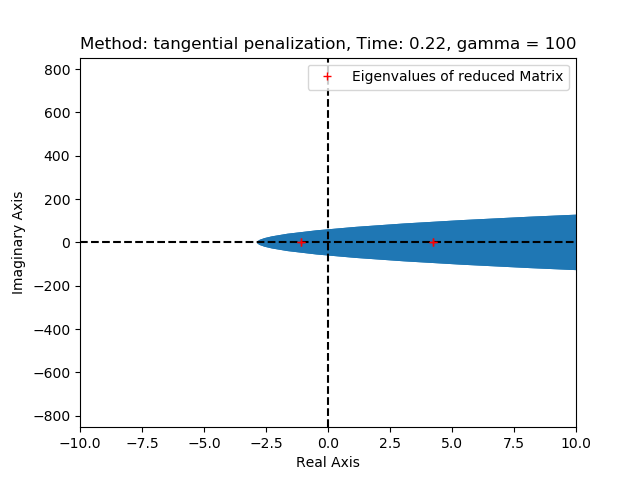 Method: tangential penalization, Time: 0.22, gamma = 100
Eigenvalues of reduced Matrix
800
600
400
200
0
−200
−400
−600
−800
Imaginary Axis
−10.0 −7.5 −5.0 −2.5 0.0 2.5 5.0 7.5 10.0
Real Axis